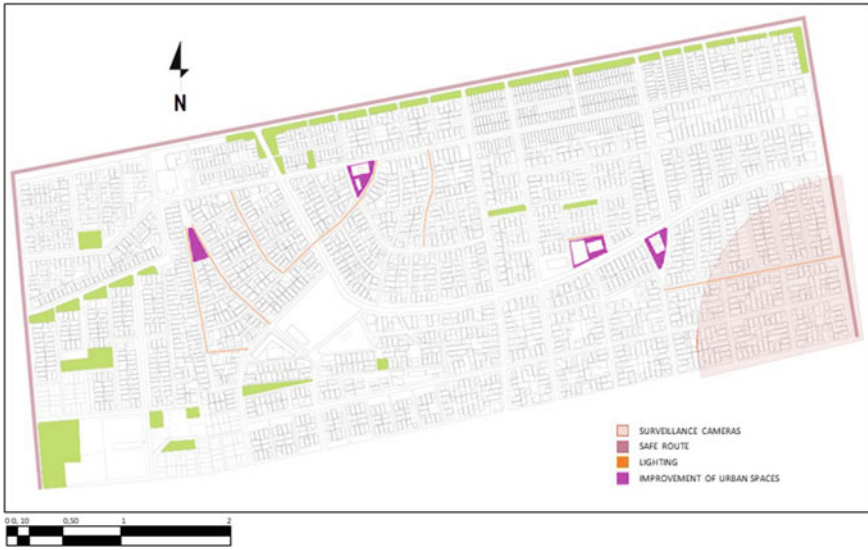 N
SURVEILLANCE CAMERAS
SAFE ROUTE
LIGHTING
IMPROVEMENT OF URBAN SPACES
0 0, 10 0,50 1 2